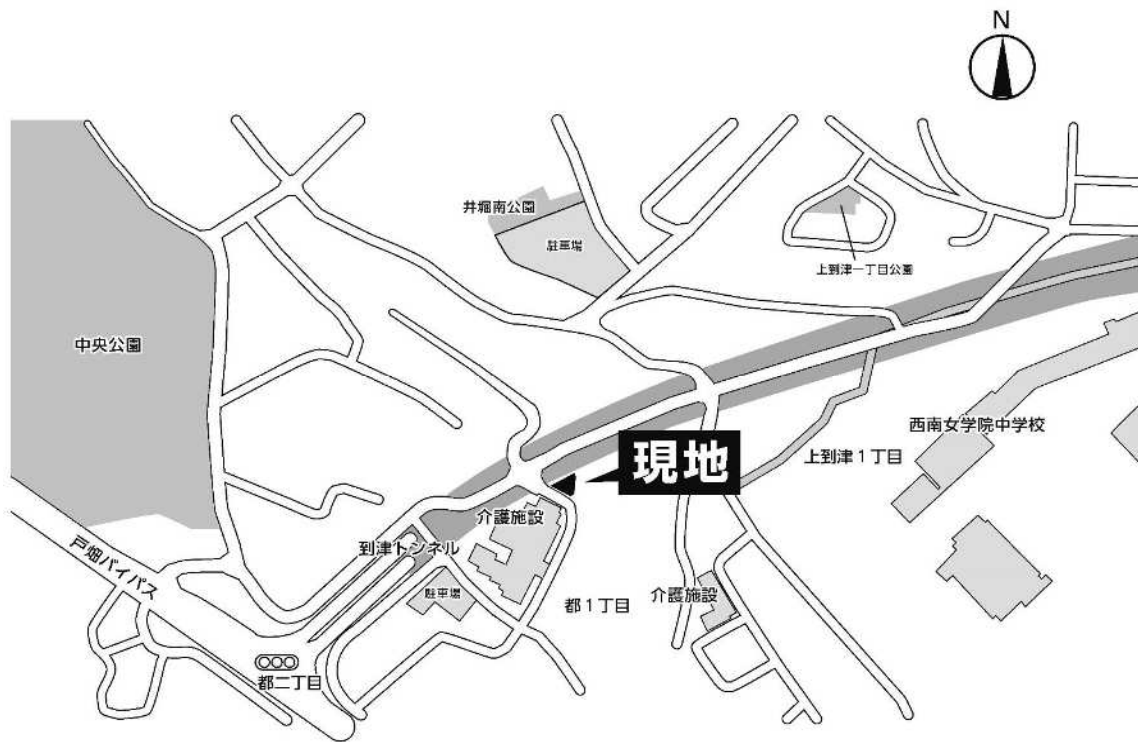 N
井堀南公園
駐車場
上到津一丁目公園
中央公園
西南女学院中学校
現地
上到津1丁目
介護施設
到津トンネル
戸畑バイパス
駐車場
介護施設
都1丁目
都二丁目